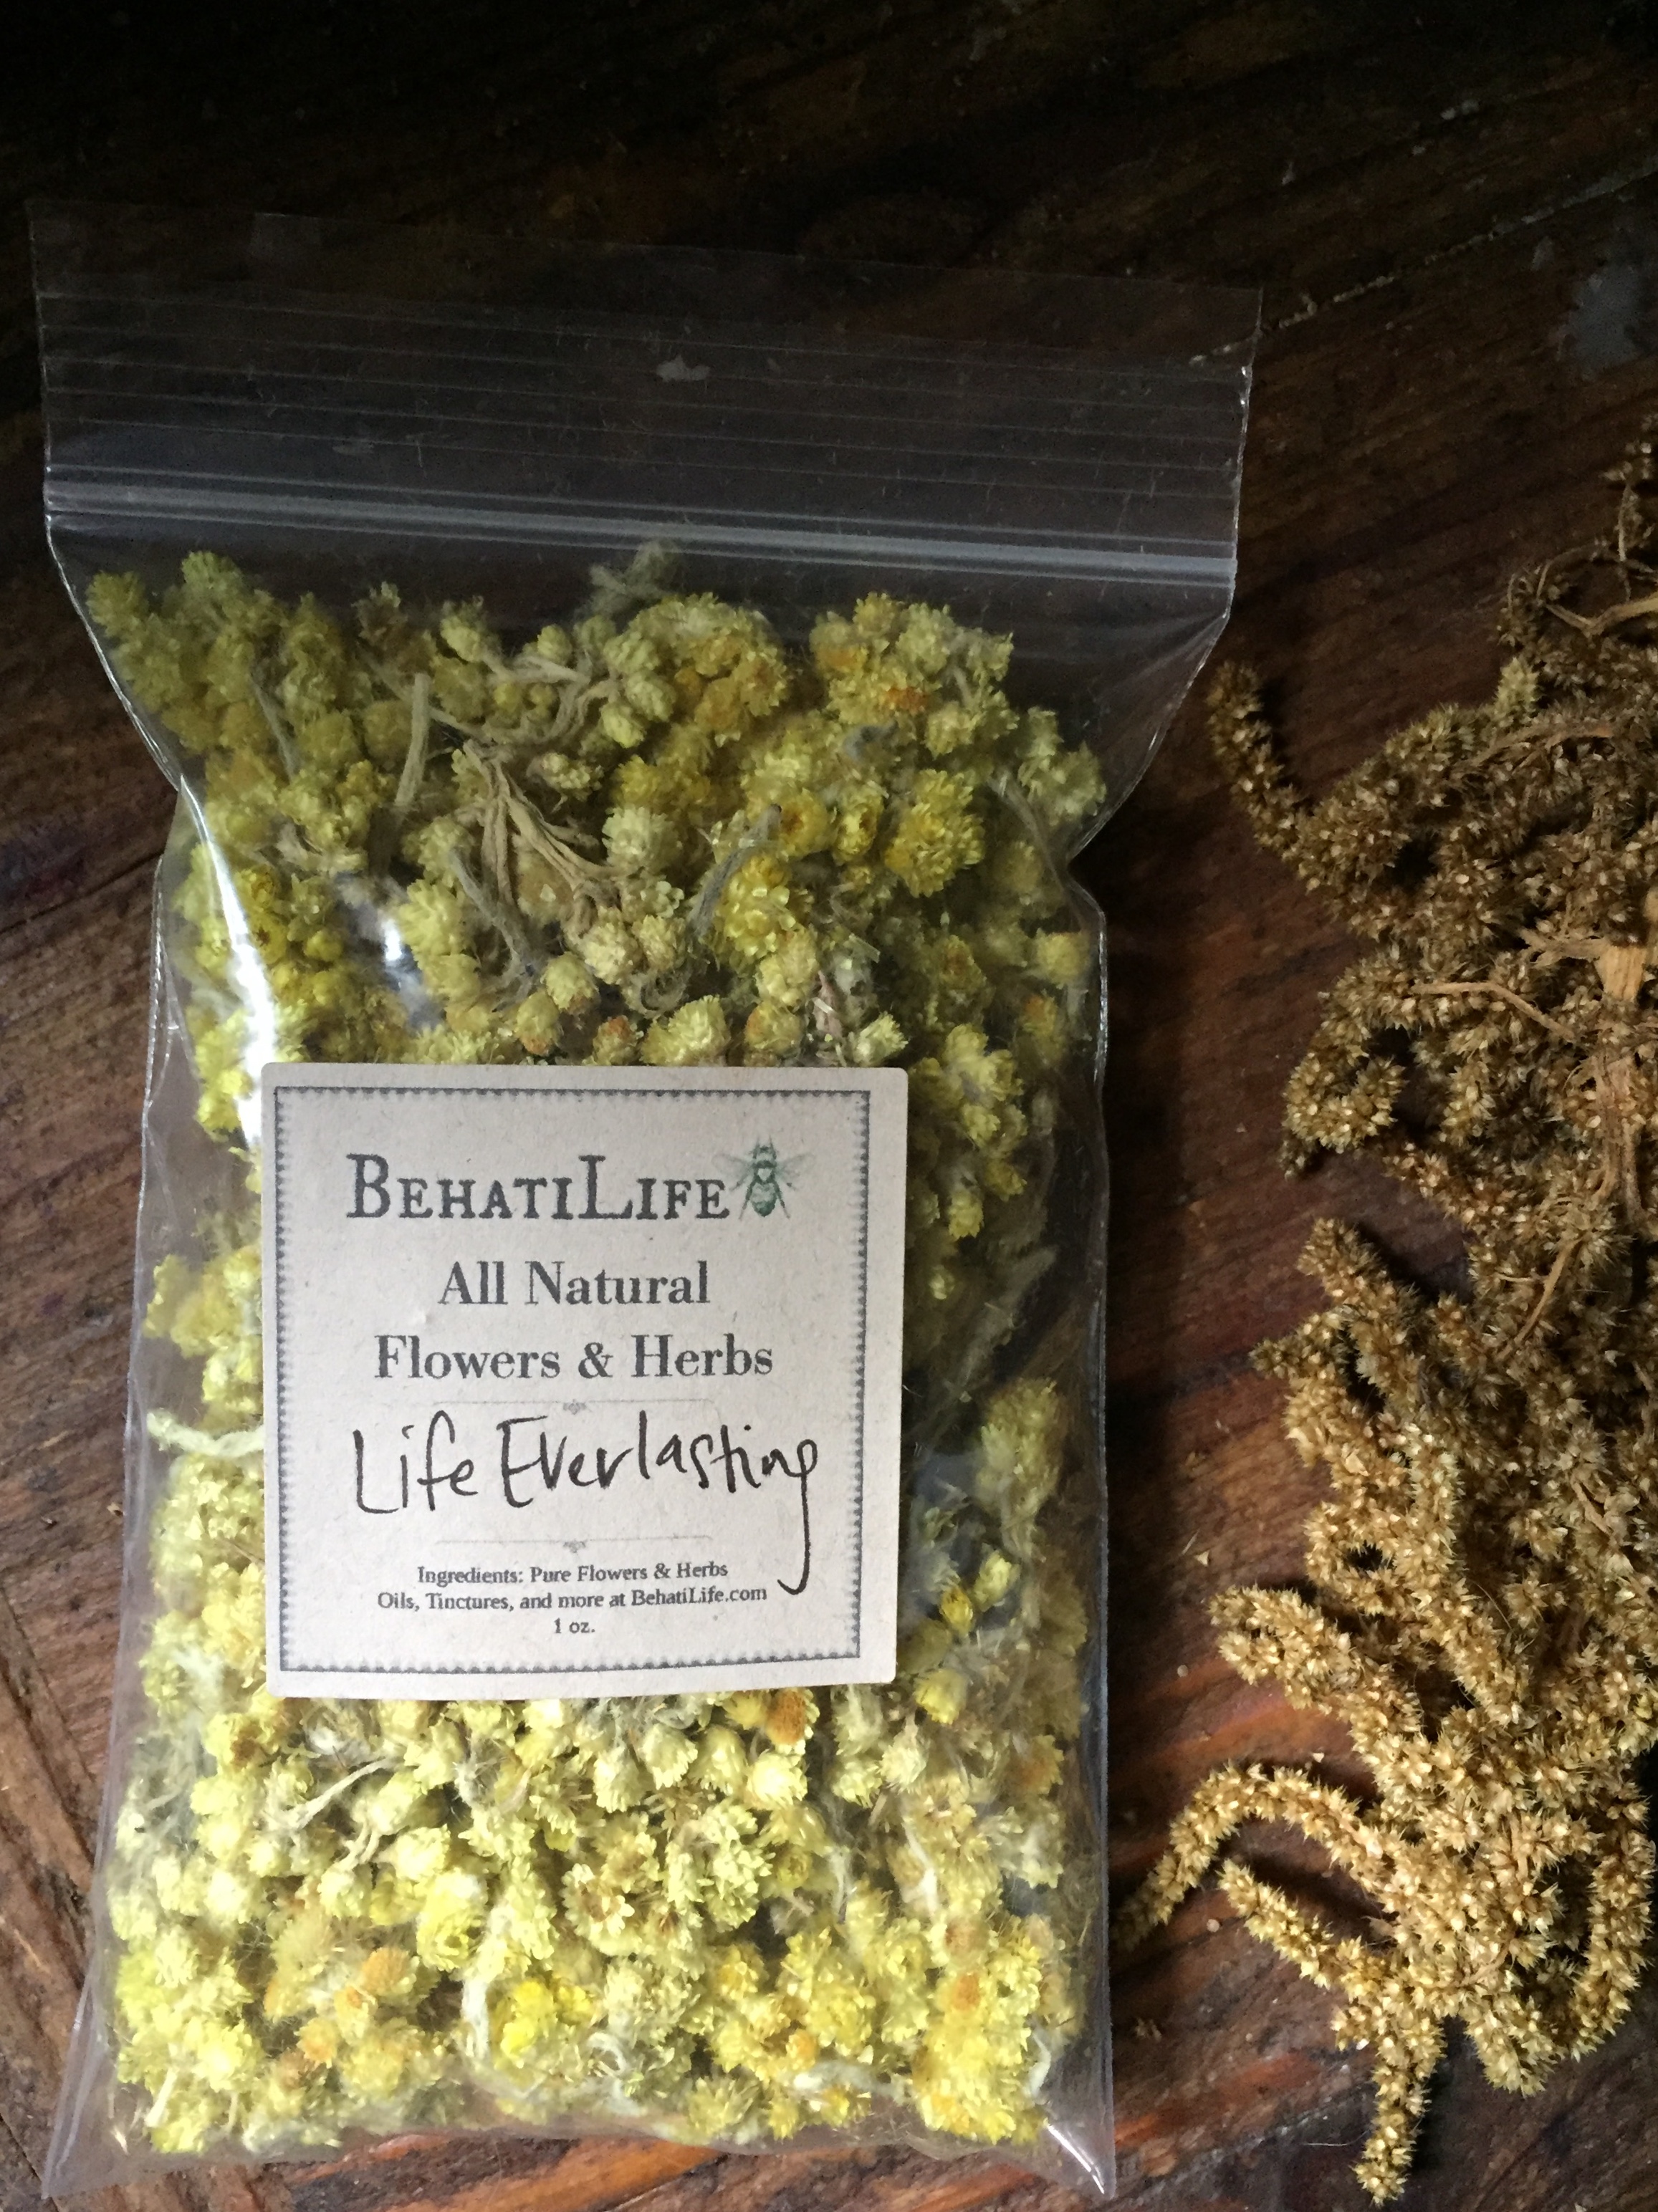 BEHATILIFE
All Natural
Flowers & Herbs
Life Everlasting
Ingredients: Pure Flowers & Herbs
Oils, Tinctures, and more at BehatiLife.com
1 oz.